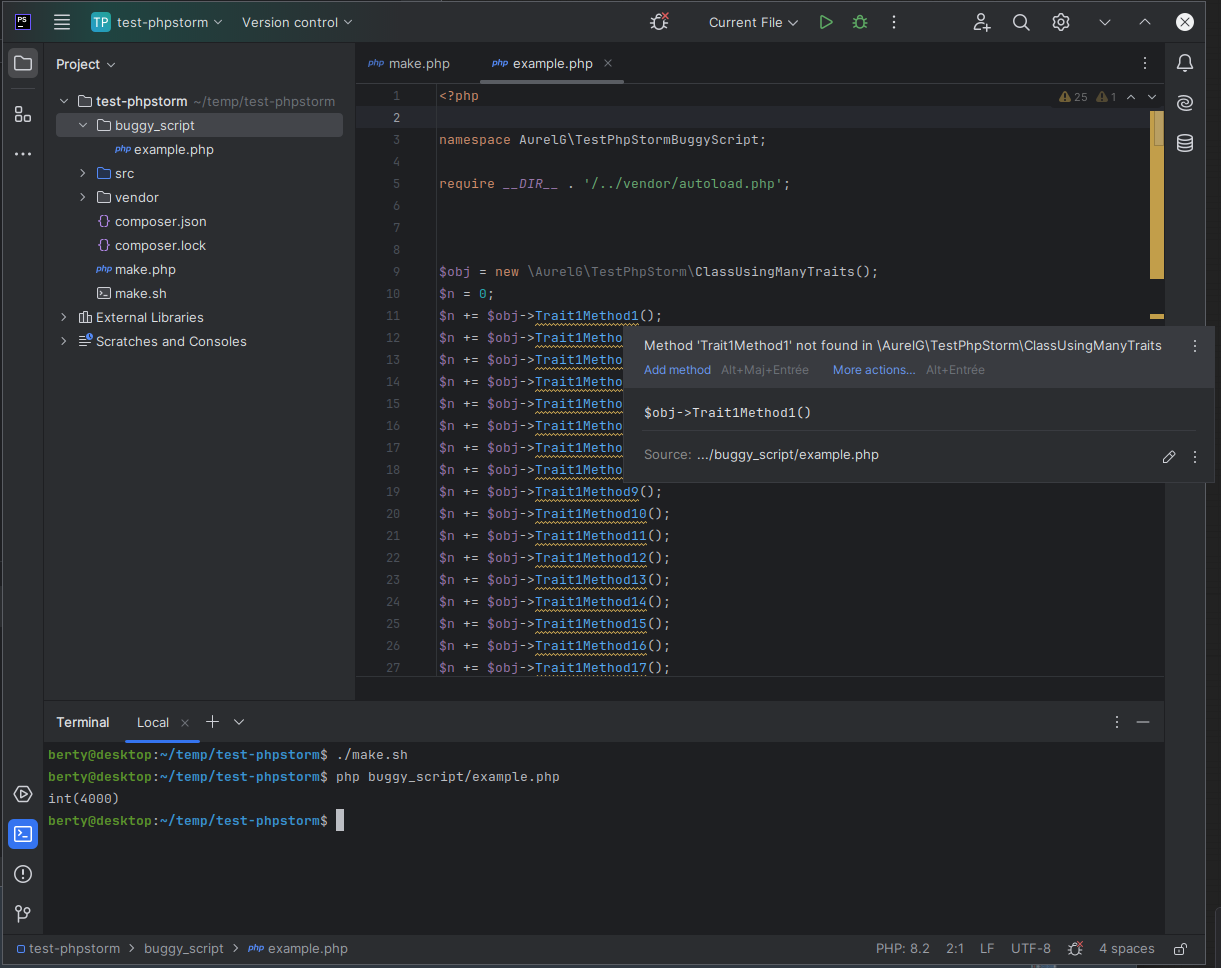 PS
TP test-phpstorm Version control Current File
Project
test-phpstorm ~/temp/test-phpstorm
buggy_script
php example.php
src
vendor
{} composer.json
{} composer.lock
php make.php
make.sh
External Libraries
Scratches and Consoles
php make.php php example.php
25 1
1 <?php
2
3 namespace AurelG\TestPhpStormBuggyScript;
4
5 require __DIR__ . '/../vendor/autoload.php';
6
7
8
9 $obj = new \AurelG\TestPhpStorm\ClassUsingManyTraits();
10 $n = 0;
11 $n += $obj->Trait1Method1();
12 $n += $obj->Trait1Metho
13 $n += $obj->Trait1Metho
14 $n += $obj->Trait1Metho
15 $n += $obj->Trait1Metho
16 $n += $obj->Trait1Metho
17 $n += $obj->Trait1Metho
18 $n += $obj->Trait1Metho
19 $n += $obj->Trait1Method9();
20 $n += $obj->Trait1Method10();
21 $n += $obj->Trait1Method11();
22 $n += $obj->Trait1Method12();
23 $n += $obj->Trait1Method13();
24 $n += $obj->Trait1Method14();
25 $n += $obj->Trait1Method15();
26 $n += $obj->Trait1Method16();
27 $n += $obj->Trait1Method17();
Method 'Trait1Method1' not found in \AurelG\TestPhpStorm\ClassUsingManyTraits
Add method Alt+Maj+Entrée More actions... Alt+Entrée
$obj->Trait1Method1()
Source: .../buggy_script/example.php
Terminal Local
berty@desktop:~/temp/test-phpstorm$ ./make.sh
berty@desktop:~/temp/test-phpstorm$ php buggy_script/example.php
int(4000)
berty@desktop:~/temp/test-phpstorm$
test-phpstorm > buggy_script > php example.php PHP: 8.2 2:1 LF UTF-8 4 spaces